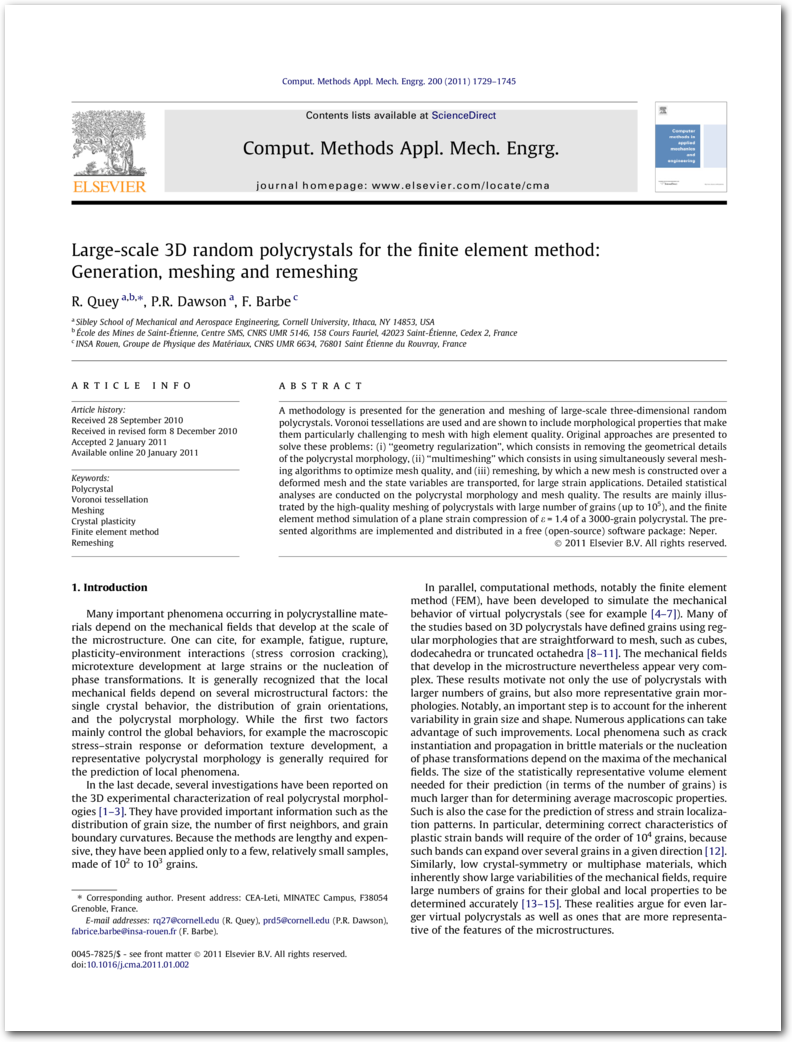 Comput. Methods Appl. Mech. Engrg. 200 (2011) 1729–1745
Contents lists available at ScienceDirect
Comput. Methods Appl. Mech. Engrg.
journal homepage: www.elsevier.com/locate/cma
ELSEVIER
Computer
methods in
applied
mechanics
and
engineering
Large-scale 3D random polycrystals for the finite element method:
Generation, meshing and remeshing
R. Quey a,b,*, P.R. Dawson a, F. Barbe c
a Sibley School of Mechanical and Aerospace Engineering, Cornell University, Ithaca, NY 14853, USA
b École des Mines de Saint-Étienne, Centre SMS, CNRS UMR 5146, 158 Cours Fauriel, 42023 Saint-Étienne, Cedex 2, France
c INSA Rouen, Groupe de Physique des Matériaux, CNRS UMR 6634, 76801 Saint Étienne du Rouvray, France
ARTICLE INFO
Article history:
Received 28 September 2010
Received in revised form 8 December 2010
Accepted 2 January 2011
Available online 20 January 2011
Keywords:
Polycrystal
Voronoi tessellation
Meshing
Crystal plasticity
Finite element method
Remeshing
ABSTRACT
A methodology is presented for the generation and meshing of large-scale three-dimensional random
polycrystals. Voronoi tessellations are used and are shown to include morphological properties that make
them particularly challenging to mesh with high element quality. Original approaches are presented to
solve these problems: (i) "geometry regularization", which consists in removing the geometrical details
of the polycrystal morphology, (ii) "multimeshing" which consists in using simultaneously several mesh-
ing algorithms to optimize mesh quality, and (iii) remeshing, by which a new mesh is constructed over a
deformed mesh and the state variables are transported, for large strain applications. Detailed statistical
analyses are conducted on the polycrystal morphology and mesh quality. The results are mainly illus-
trated by the high-quality meshing of polycrystals with large number of grains (up to 10⁵), and the finite
element method simulation of a plane strain compression of ε = 1.4 of a 3000-grain polycrystal. The pre-
sented algorithms are implemented and distributed in a free (open-source) software package: Neper.
© 2011 Elsevier B.V. All rights reserved.
1. Introduction
Many important phenomena occurring in polycrystalline mate-
rials depend on the mechanical fields that develop at the scale of
the microstructure. One can cite, for example, fatigue, rupture,
plasticity-environment interactions (stress corrosion cracking),
microtexture development at large strains or the nucleation of
phase transformations. It is generally recognized that the local
mechanical fields depend on several microstructural factors: the
single crystal behavior, the distribution of grain orientations,
and the polycrystal morphology. While the first two factors
mainly control the global behaviors, for example the macroscopic
stress–strain response or deformation texture development, a
representative polycrystal morphology is generally required for
the prediction of local phenomena.
In the last decade, several investigations have been reported on
the 3D experimental characterization of real polycrystal morphol-
ogies [1–3]. They have provided important information such as the
distribution of grain size, the number of first neighbors, and grain
boundary curvatures. Because the methods are lengthy and expen-
sive, they have been applied only to a few, relatively small samples,
made of 10² to 10³ grains.
* Corresponding author. Present address: CEA-Leti, MINATEC Campus, F38054
Grenoble, France.
E-mail addresses: rq27@cornell.edu (R. Quey), prd5@cornell.edu (P.R. Dawson),
fabrice.barbe@insa-rouen.fr (F. Barbe).
0045-7825/$ - see front matter © 2011 Elsevier B.V. All rights reserved.
doi:10.1016/j.cma.2011.01.002
In parallel, computational methods, notably the finite element
method (FEM), have been developed to simulate the mechanical
behavior of virtual polycrystals (see for example [4–7]). Many of
the studies based on 3D polycrystals have defined grains using reg-
ular morphologies that are straightforward to mesh, such as cubes,
dodecahedra or truncated octahedra [8–11]. The mechanical fields
that develop in the microstructure nevertheless appear very com-
plex. These results motivate not only the use of polycrystals with
larger numbers of grains, but also more representative grain mor-
phologies. Notably, an important step is to account for the inherent
variability in grain size and shape. Numerous applications can take
advantage of such improvements. Local phenomena such as crack
instantiation and propagation in brittle materials or the nucleation
of phase transformations depend on the maxima of the mechanical
fields. The size of the statistically representative volume element
needed for their prediction (in terms of the number of grains) is
much larger than for determining average macroscopic properties.
Such is also the case for the prediction of stress and strain localiza-
tion patterns. In particular, determining correct characteristics of
plastic strain bands will require of the order of 10⁴ grains, because
such bands can expand over several grains in a given direction [12].
Similarly, low crystal-symmetry or multiphase materials, which
inherently show large variabilities of the mechanical fields, require
large numbers of grains for their global and local properties to be
determined accurately [13–15]. These realities argue for even lar-
ger virtual polycrystals as well as ones that are more representa-
tive of the features of the microstructures.